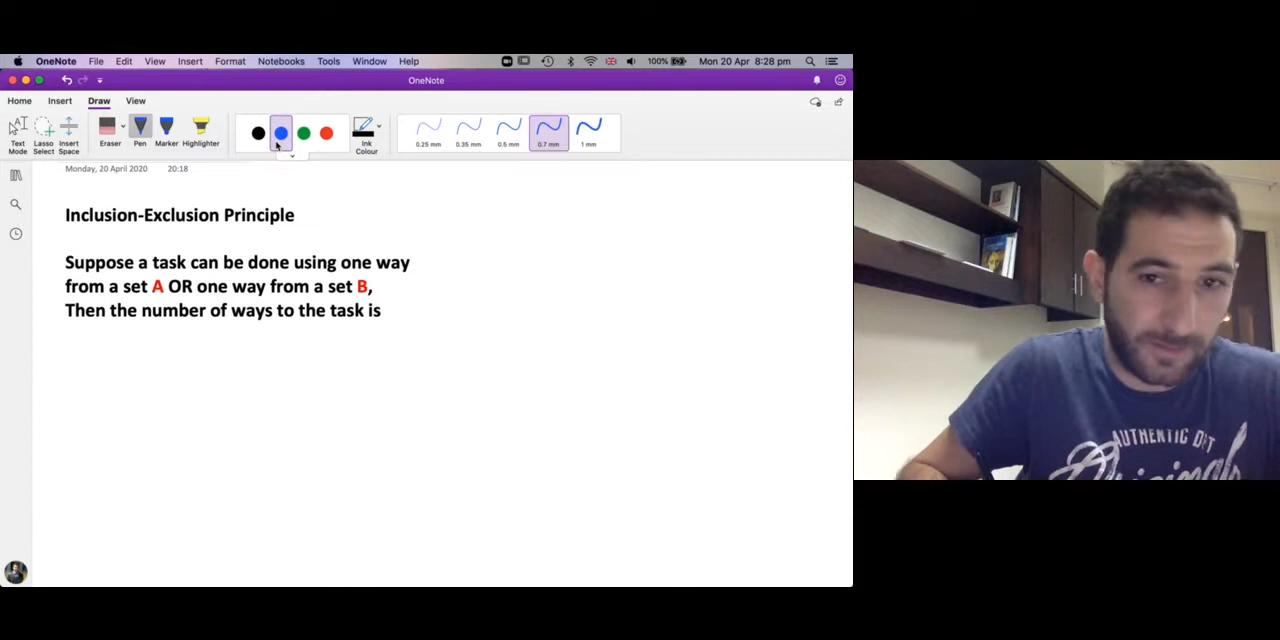 OneNote File Edit View Insert Format Notebooks Tools Window Help 100% Mon 20 Apr 8:28 pm
OneNote
Home Insert Draw View
Text Mode Lasso Select Insert Space Eraser Pen Marker Highlighter Ink Colour 0.25 mm 0.35 mm 0.5 mm 0.7 mm 1 mm
Monday, 20 April 2020 20:18
Inclusion-Exclusion Principle
Suppose a task can be done using one way
from a set A OR one way from a set B,
Then the number of ways to the task is
AUTHENTIC
Originals